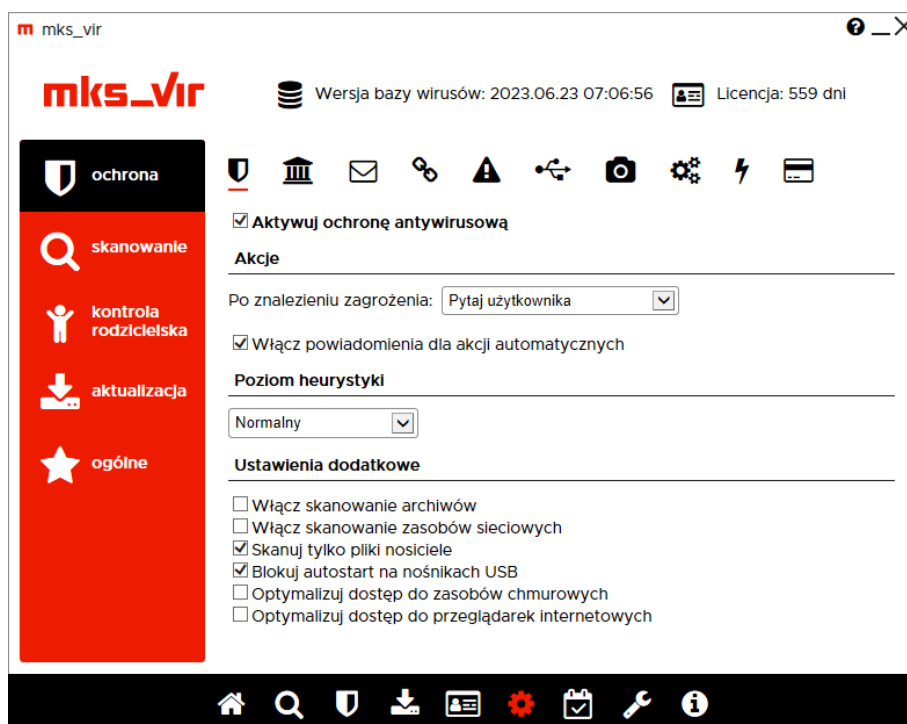 mks_vir
mks_vir
Wersja bazy wirusów: 2023.06.23 07:06:56
Licencja: 559 dni
ochrona
skanowanie
kontrola
rodzicielska
aktualizacja
ogólne
Aktywuj ochronę antywirusową
Akcje
Po znalezieniu zagrożenia: Pytaj użytkownika
Włącz powiadomienia dla akcji automatycznych
Poziom heurystyki
Normalny
Ustawienia dodatkowe
Włącz skanowanie archiwów
Włącz skanowanie zasobów sieciowych
Skanuj tylko pliki nosiciele
Blokuj autostart na nośnikach USB
Optymalizuj dostęp do zasobów chmurowych
Optymalizuj dostęp do przeglądarek internetowych